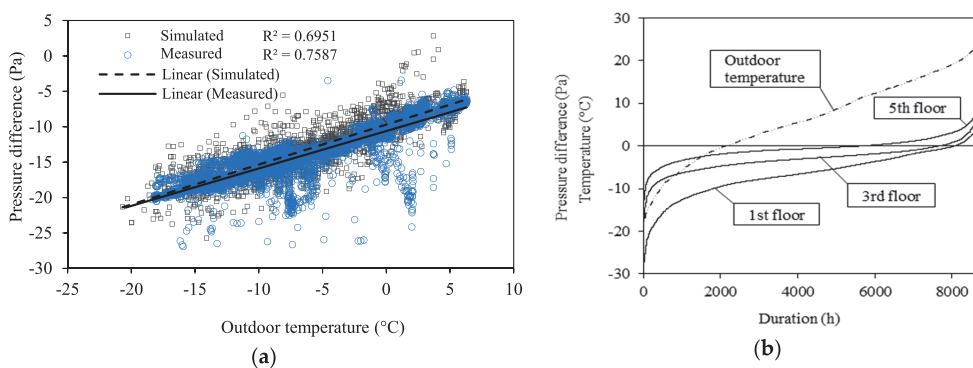 5
0
-5
-10
-15
-20
-25
-30
Pressure difference (Pa)
Simulated R² = 0.6951
Measured R² = 0.7587
Linear (Simulated)
Linear (Measured)
-25 -20 -15 -10 -5 0 5 10
Outdoor temperature (°C)
(a)
Pressure difference (Pa)
Temperature (°C)
30
20
10
0
-10
-20
-30
Outdoor
temperature
5th floor
3rd floor
1st floor
0 2000 4000 6000 8000
Duration (h)
(b)